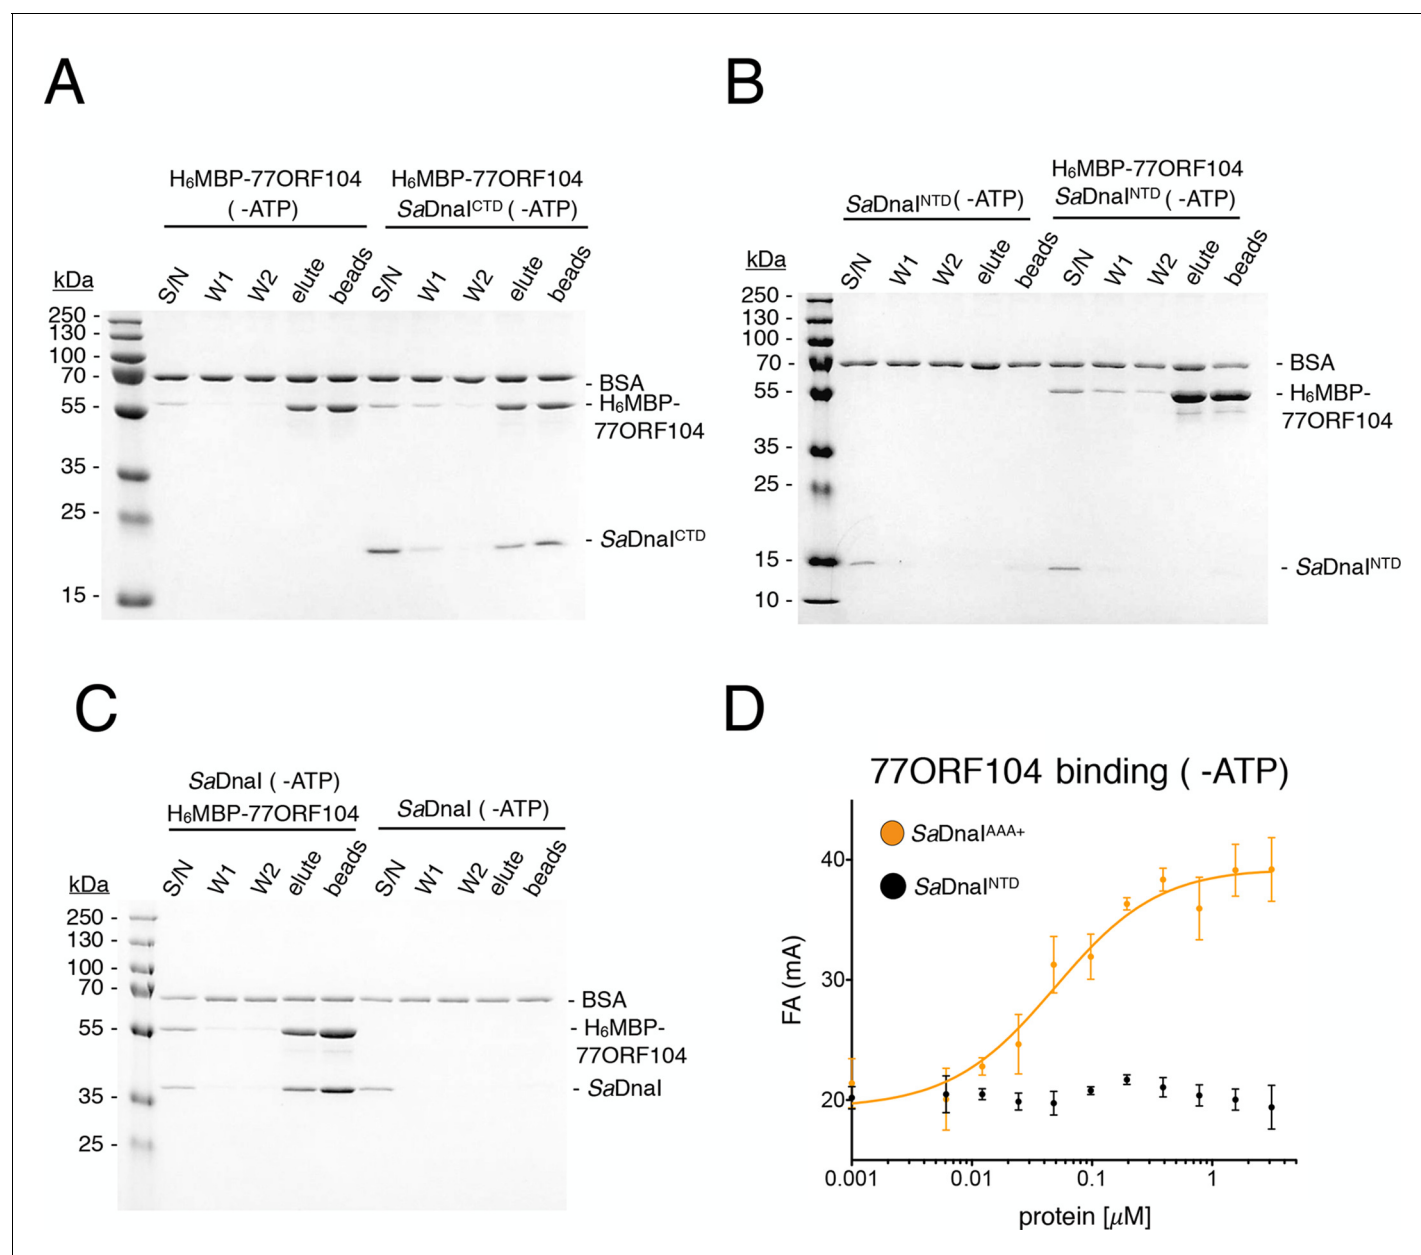 A
H₆MBP-77ORF104
( -ATP)
H₆MBP-77ORF104
SaDnaIᶜᵀᴰ ( -ATP)
kDa
S/N W1 W2 elute beads S/N W1 W2 elute beads
250 -
130 -
100 -
70 -
55 -
35 -
25 -
15 -
- BSA
- H₆MBP-
77ORF104
- SaDnaIᶜᵀᴰ
B
SaDnaIᴺᵀᴰ ( -ATP)
H₆MBP-77ORF104
SaDnaIᴺᵀᴰ ( -ATP)
kDa
S/N W1 W2 elute beads S/N W1 W2 elute beads
250 -
130 -
100 -
70 -
55 -
35 -
25 -
15 -
10 -
- BSA
- H₆MBP-
77ORF104
- SaDnaIᴺᵀᴰ
C
SaDnaI ( -ATP)
H₆MBP-77ORF104
SaDnaI ( -ATP)
kDa
S/N W1 W2 elute beads S/N W1 W2 elute beads
250 -
130 -
100 -
70 -
55 -
35 -
25 -
- BSA
- H₆MBP-
77ORF104
- SaDnaI
D
77ORF104 binding ( -ATP)
SaDnaIᴬᴬᴬ⁺
SaDnaIᴺᵀᴰ
FA (mA)
40
30
20
0.001 0.01 0.1 1
protein [μM]